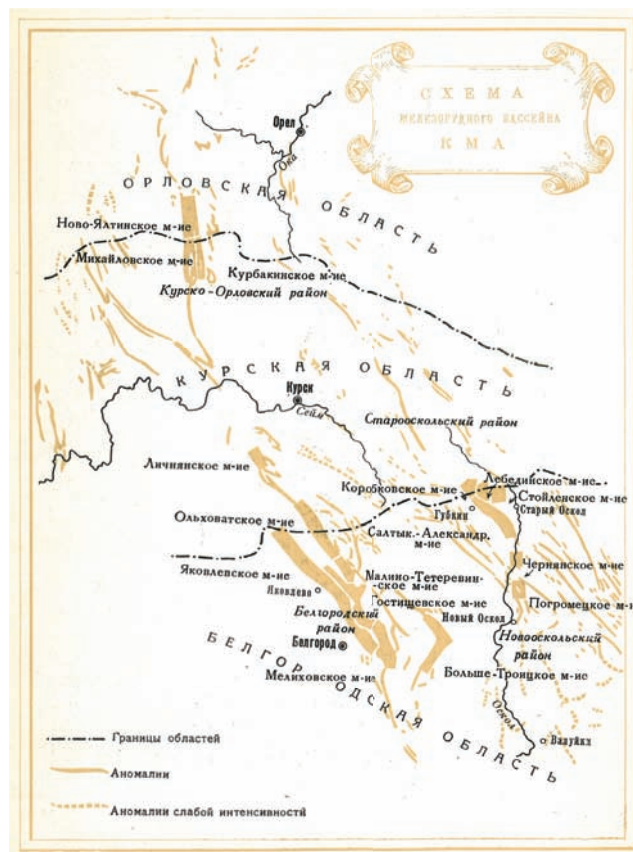 СХЕМА
ЖЕЛЕЗОРУДНОГО БАССЕЙНА
КМА
Орел
Ока
ОРЛОВСКАЯ ОБЛАСТЬ
Ново-Ялтинское м-ие
Михайловское м-ие
Курбакинское м-ие
Курско-Орловский район
КУРСКАЯ ОБЛАСТЬ
Курск
Сейм
Старооскольский район
Личнянское м-ие
Лебединское м-ие
Коробковское м-ие
Стойленское м-ие
Губкин
Старый Оскол
Ольховатское м-ие
Салтык.-Александр.
м-ие
Чернянское м-ие
Яковлевское м-ие
Малино-Тетеревин-
-ское м-ие
Яковлево
Гостищевское м-ие
Погромецкое м-и
Белгородский
район
Новый Оскол
Новооскольский
район
Белгород
БЕЛГОРОДСКАЯ ОБЛАСТЬ
Мелиховское м-ие
Больше-Троицкое м-ие
Оскол
Валуйки
Границы областей
Аномалии
Аномалии слабой интенсивности